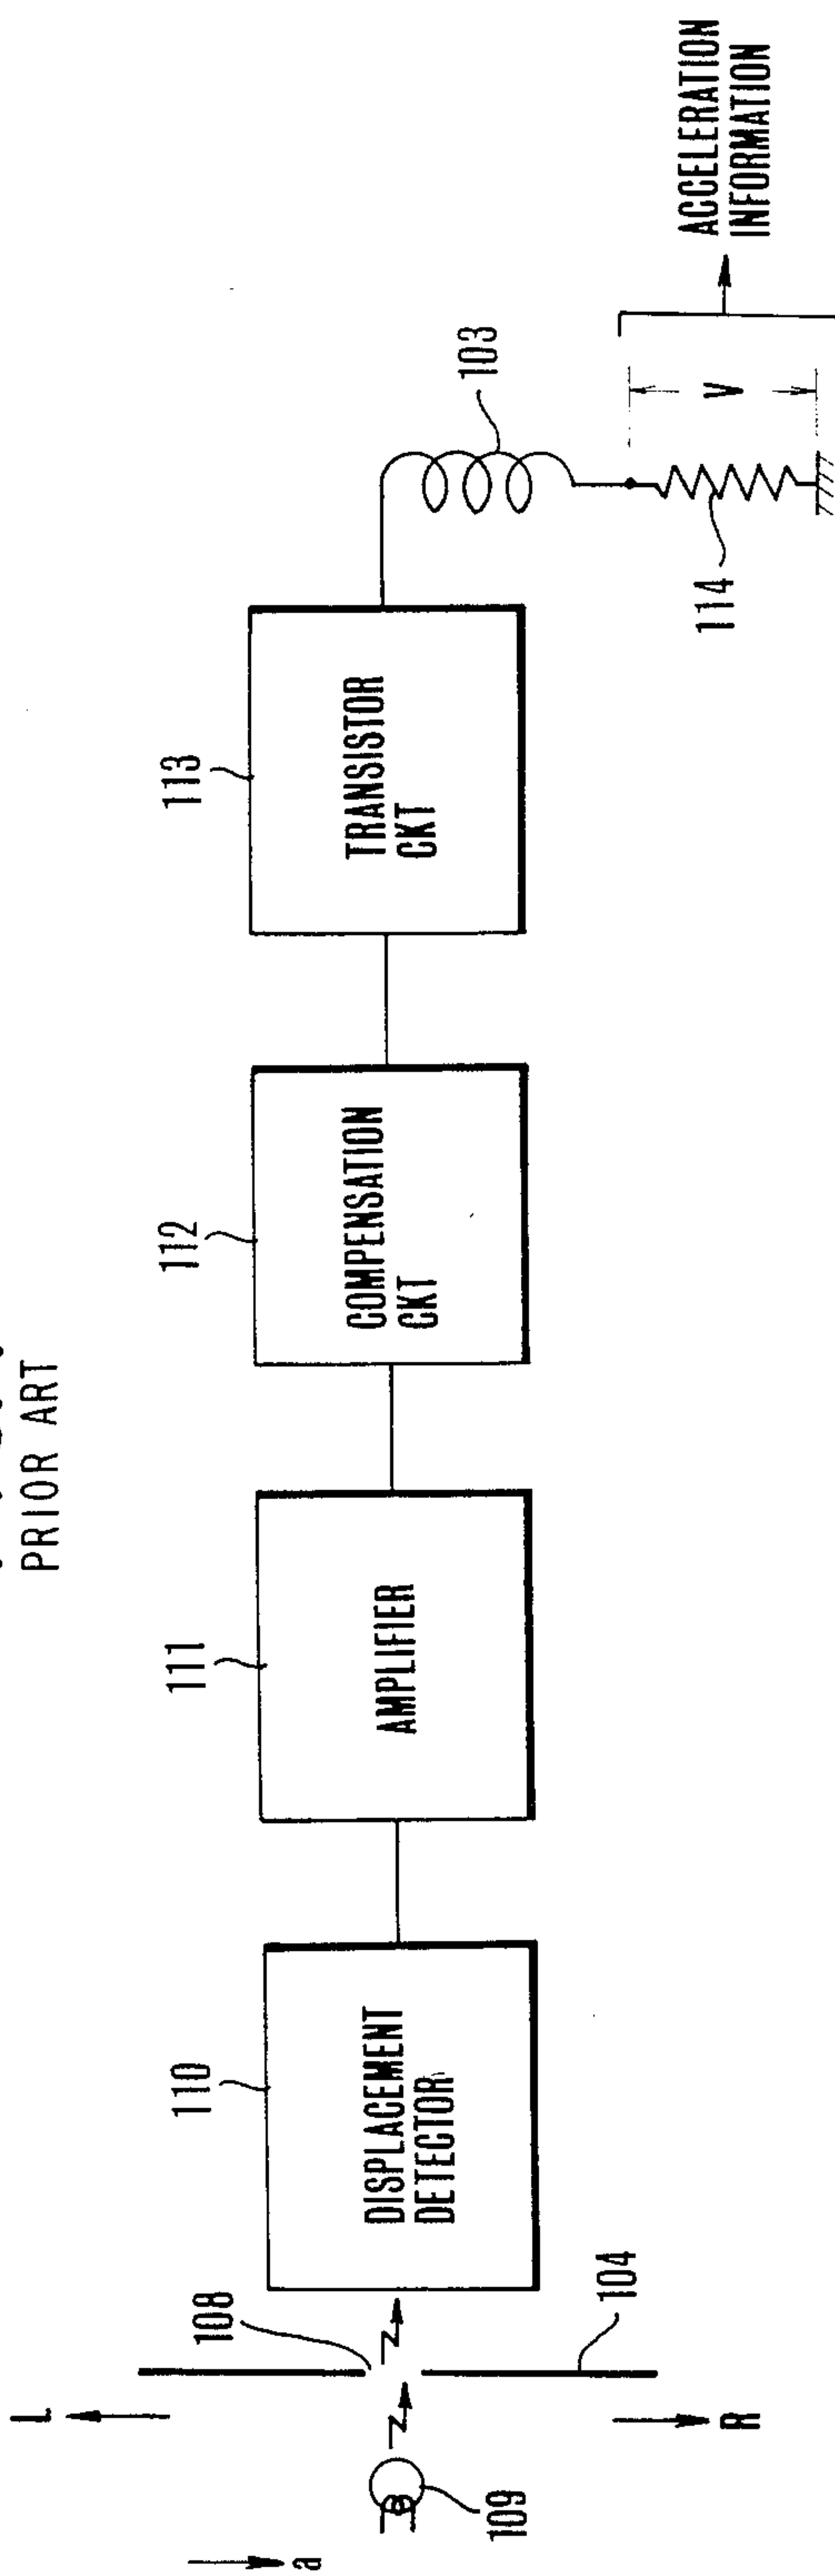 PRIOR ART
L
a
R
109
108
104
110
DISPLACEMENT
DETECTOR
111
AMPLIFIER
112
COMPENSATION
CKT
113
TRANSISTOR
CKT
103
114
V
ACCELERATION
INFORMATION